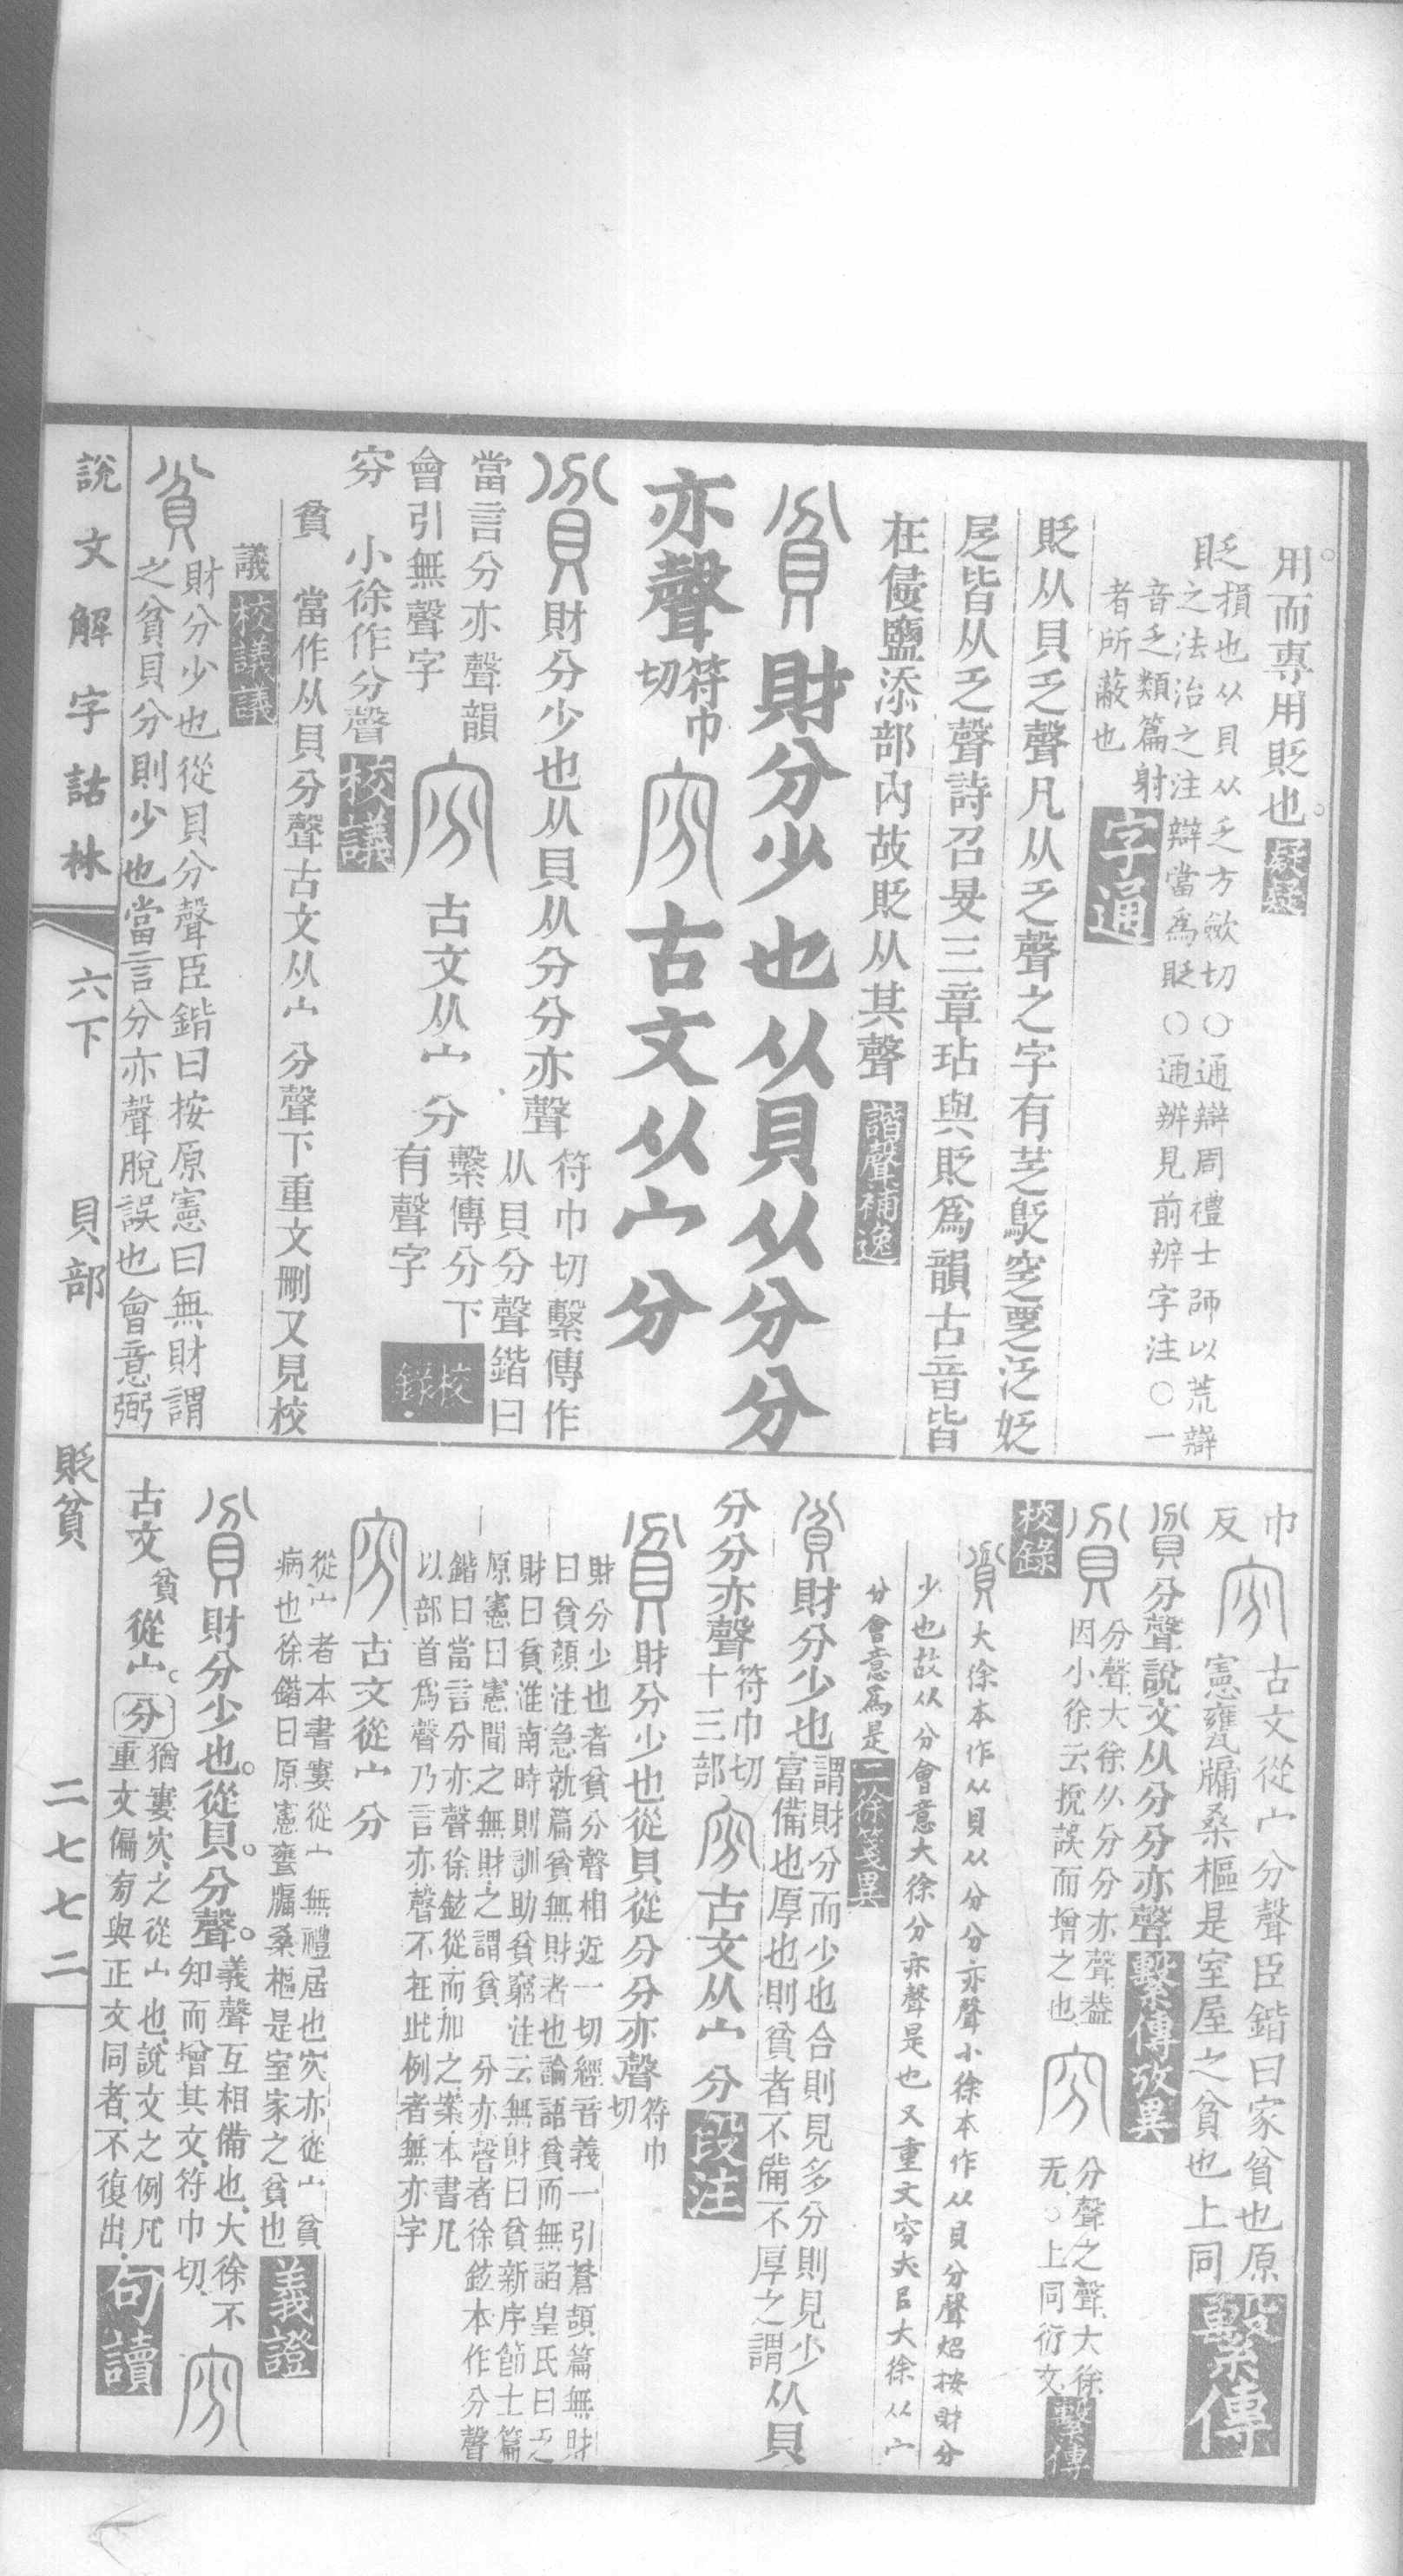 用而專用貶也。疑疑
貶損也从貝从乏方歛切○通辯周禮士師以荒辯
之法治之注辯當爲貶○通辨見前辨字注○一
音乏類篇射
者所蔽也字通
貶从貝乏聲凡从乏聲之字有芝鴔窆覂泛姂
疺皆从乏聲詩召旻三章玷與貶爲韻古音皆
在侵鹽添部內故貶从其聲諧聲補逸
貧財分少也从貝从分分
亦聲符巾切 古文从宀分
貧財分少也从貝从分分亦聲符巾切繫傳作从貝分聲鍇曰
當言分亦聲韻會引無聲字 古文从宀分繫傳分下有聲字校錄
穷 小徐作分聲校議
貧 當作从貝分聲古文从宀分聲下重文刪又見校
議校議議
貧財分少也從貝分聲臣鍇曰按原憲曰無財謂
之貧貝分則少也當言分亦聲脫誤也會意弼
說文解字詁林 六下 貝部 貶貧 二七七二
巾反 古文從宀分聲臣鍇曰家貧也原
憲甕牖桑樞是室屋之貧也上同繫傳
貧分聲說文从分分亦聲繫傳攷異
貧分聲大徐从分分亦聲葢因小徐云挩誤而增之也 分聲之聲大徐无○上同衍文繫傳
校錄
貧大徐本作从貝从分分亦聲小徐本作从貝分聲炤按財分
少也故从分會意大徐分亦聲是也又重文穷大呂大徐从宀
分會意爲是二徐箋異
貧財分少也謂財分而少也合則見多分則見少富備也厚也則貧者不備不厚之謂从貝
分分亦聲符巾切十三部 古文从宀分段注
貧財分少也從貝從分分亦聲符巾切
財分少也者貧分聲相近一切經音義一引蒼頡篇無財
曰貧顏注急就篇貧無財者也論語貧而無諂皇氏曰乏
財曰貧淮南時則訓助貧窮注云無財曰貧新序節士篇
原憲曰憲聞之無財之謂貧 分亦聲者徐鉉本作分聲
鍇曰當言分亦聲徐鉉從而加之案本書凡
以部首爲聲乃言亦聲不在此例者無亦字
古文從宀分
從宀者本書寠從宀無禮居也宄亦從宀貧
病也徐鍇曰原憲甕牖桑樞是室家之貧也義證
貧財分少也。從貝。分聲。義聲互相備也大徐不知而增其文符巾切
古文貧從宀。分猶寠宄之從宀也說文之例凡重文偏旁與正文同者不復出句讀